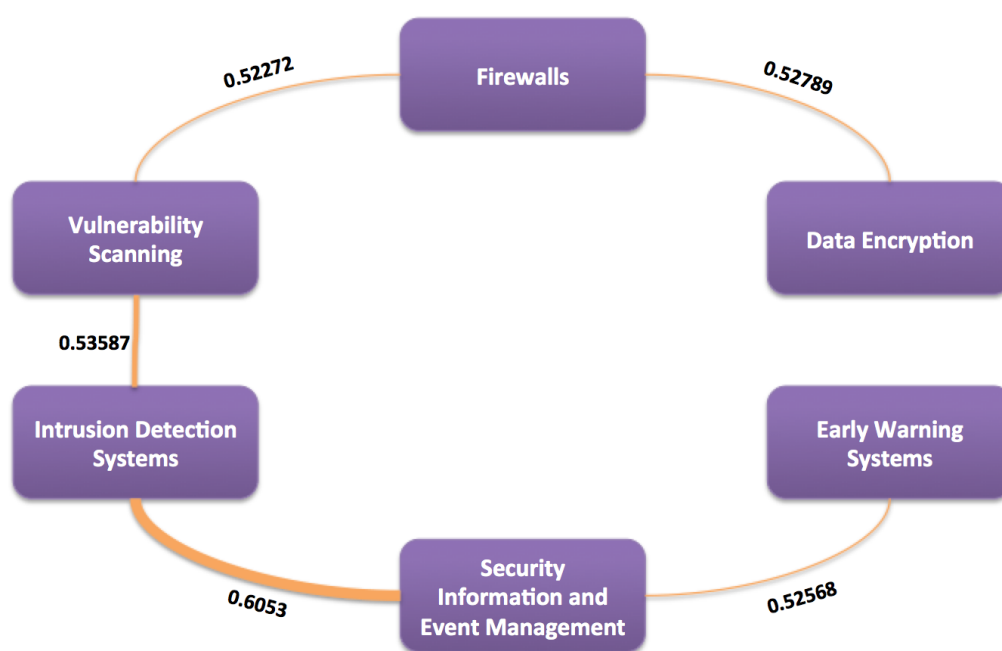 0.52272
Firewalls
0.52789
Vulnerability
Scanning
Data Encryption
0.53587
Intrusion Detection
Systems
Early Warning
Systems
0.6053
Security
Information and
Event Management
0.52568